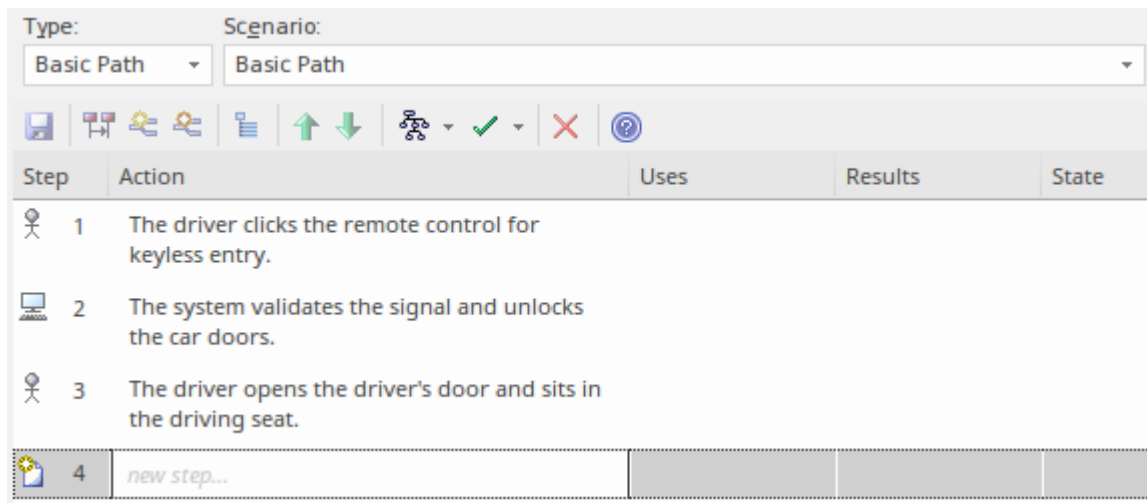 Type: Scenario:
Basic Path Basic Path
Step Action Uses Results State
1 The driver clicks the remote control for
keyless entry.
2 The system validates the signal and unlocks
the car doors.
3 The driver opens the driver's door and sits in
the driving seat.
4 new step...